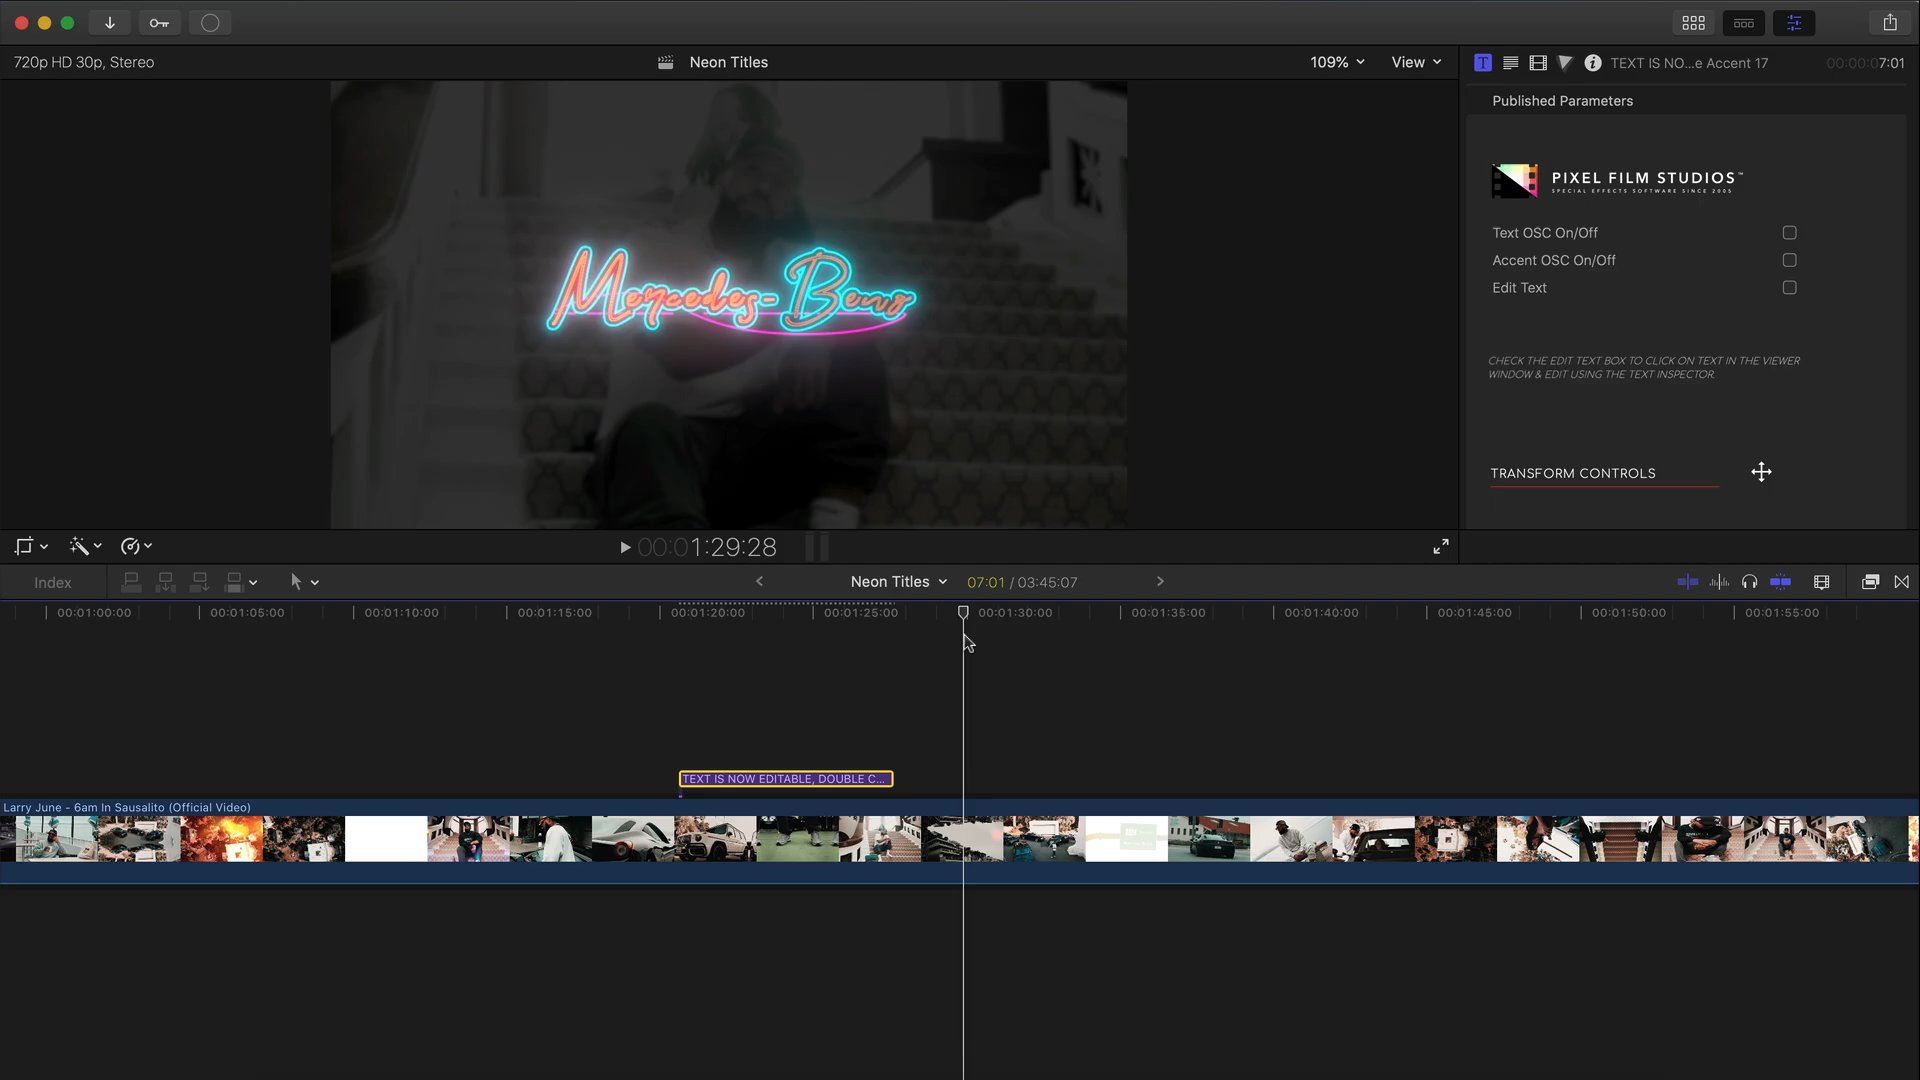 720p HD 30p, Stereo
Neon Titles
109%
View
TEXT IS NO...e Accent 17
00:00:07:01
Published Parameters
PIXEL FILM STUDIOS™
SPECIAL EFFECTS SOFTWARE SINCE 2005
Text OSC On/Off
Accent OSC On/Off
Edit Text
CHECK THE EDIT TEXT BOX TO CLICK ON TEXT IN THE VIEWER
WINDOW & EDIT USING THE TEXT INSPECTOR.
TRANSFORM CONTROLS
Mercedes-Benz
00:01:29:28
Index
Neon Titles
07:01 / 03:45:07
00:01:00:00
00:01:05:00
00:01:10:00
00:01:15:00
00:01:20:00
00:01:25:00
00:01:30:00
00:01:35:00
00:01:40:00
00:01:45:00
00:01:50:00
00:01:55:00
TEXT IS NOW EDITABLE, DOUBLE C...
Larry June - 6am In Sausalito (Official Video)